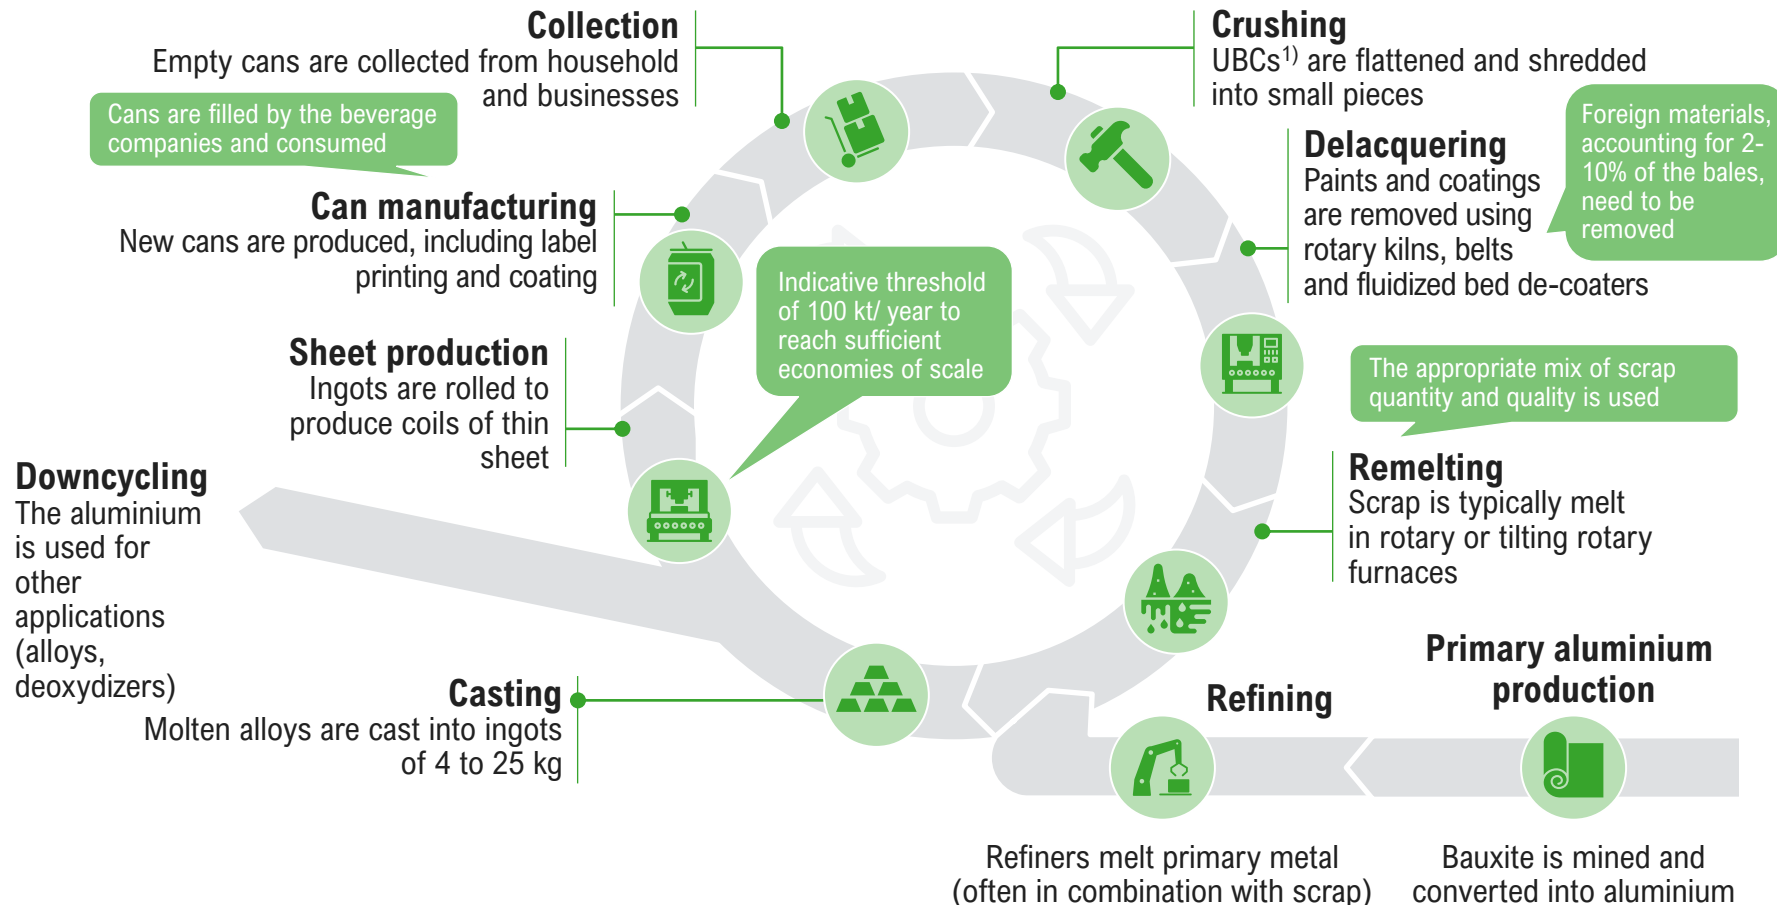 Collection
Empty cans are collected from household
and businesses
Crushing
UBCs1) are flattened and shredded
into small pieces
Cans are filled by the beverage
companies and consumed
Foreign materials,
accounting for 2-
10% of the bales,
need to be
removed
Delacquering
Paints and coatings
are removed using
rotary kilns, belts
and fluidized bed de-coaters
Can manufacturing
New cans are produced, including label
printing and coating
Indicative threshold
of 100 kt/ year to
reach sufficient
economies of scale
Sheet production
Ingots are rolled to
produce coils of thin
sheet
The appropriate mix of scrap
quantity and quality is used
Remelting
Scrap is typically melt
in rotary or tilting rotary
furnaces
Downcycling
The aluminium
is used for
other
applications
(alloys,
deoxydizers)
Casting
Molten alloys are cast into ingots
of 4 to 25 kg
Refining
Primary aluminium
production
Refiners melt primary metal
(often in combination with scrap)
Bauxite is mined and
converted into aluminium